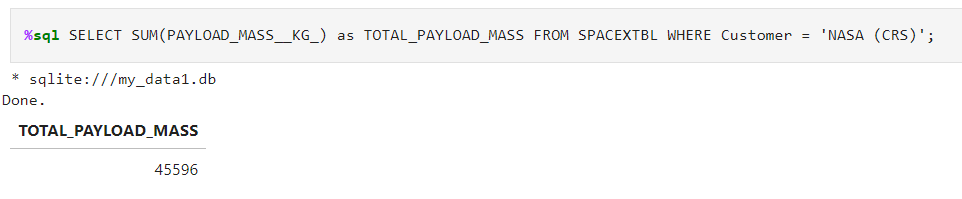 %sql SELECT SUM(PAYLOAD_MASS__KG_) as TOTAL_PAYLOAD_MASS FROM SPACEXTBL WHERE Customer = 'NASA (CRS)';
* sqlite:///my_data1.db
Done.
TOTAL_PAYLOAD_MASS
45596